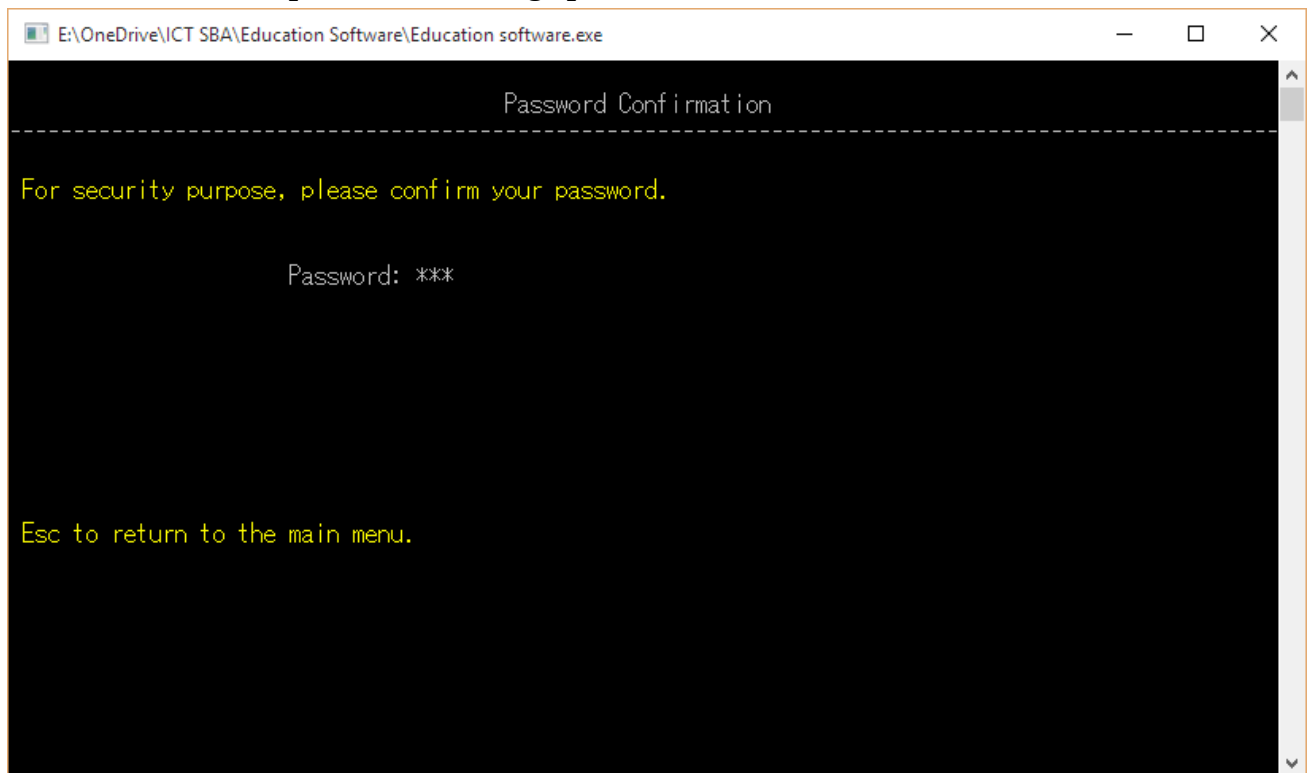 E:\OneDrive\ICT SBA\Education Software\Education software.exe
Password Confirmation
--------------------------------------------------------------------------------
For security purpose, please confirm your password.
Password: ***
Esc to return to the main menu.